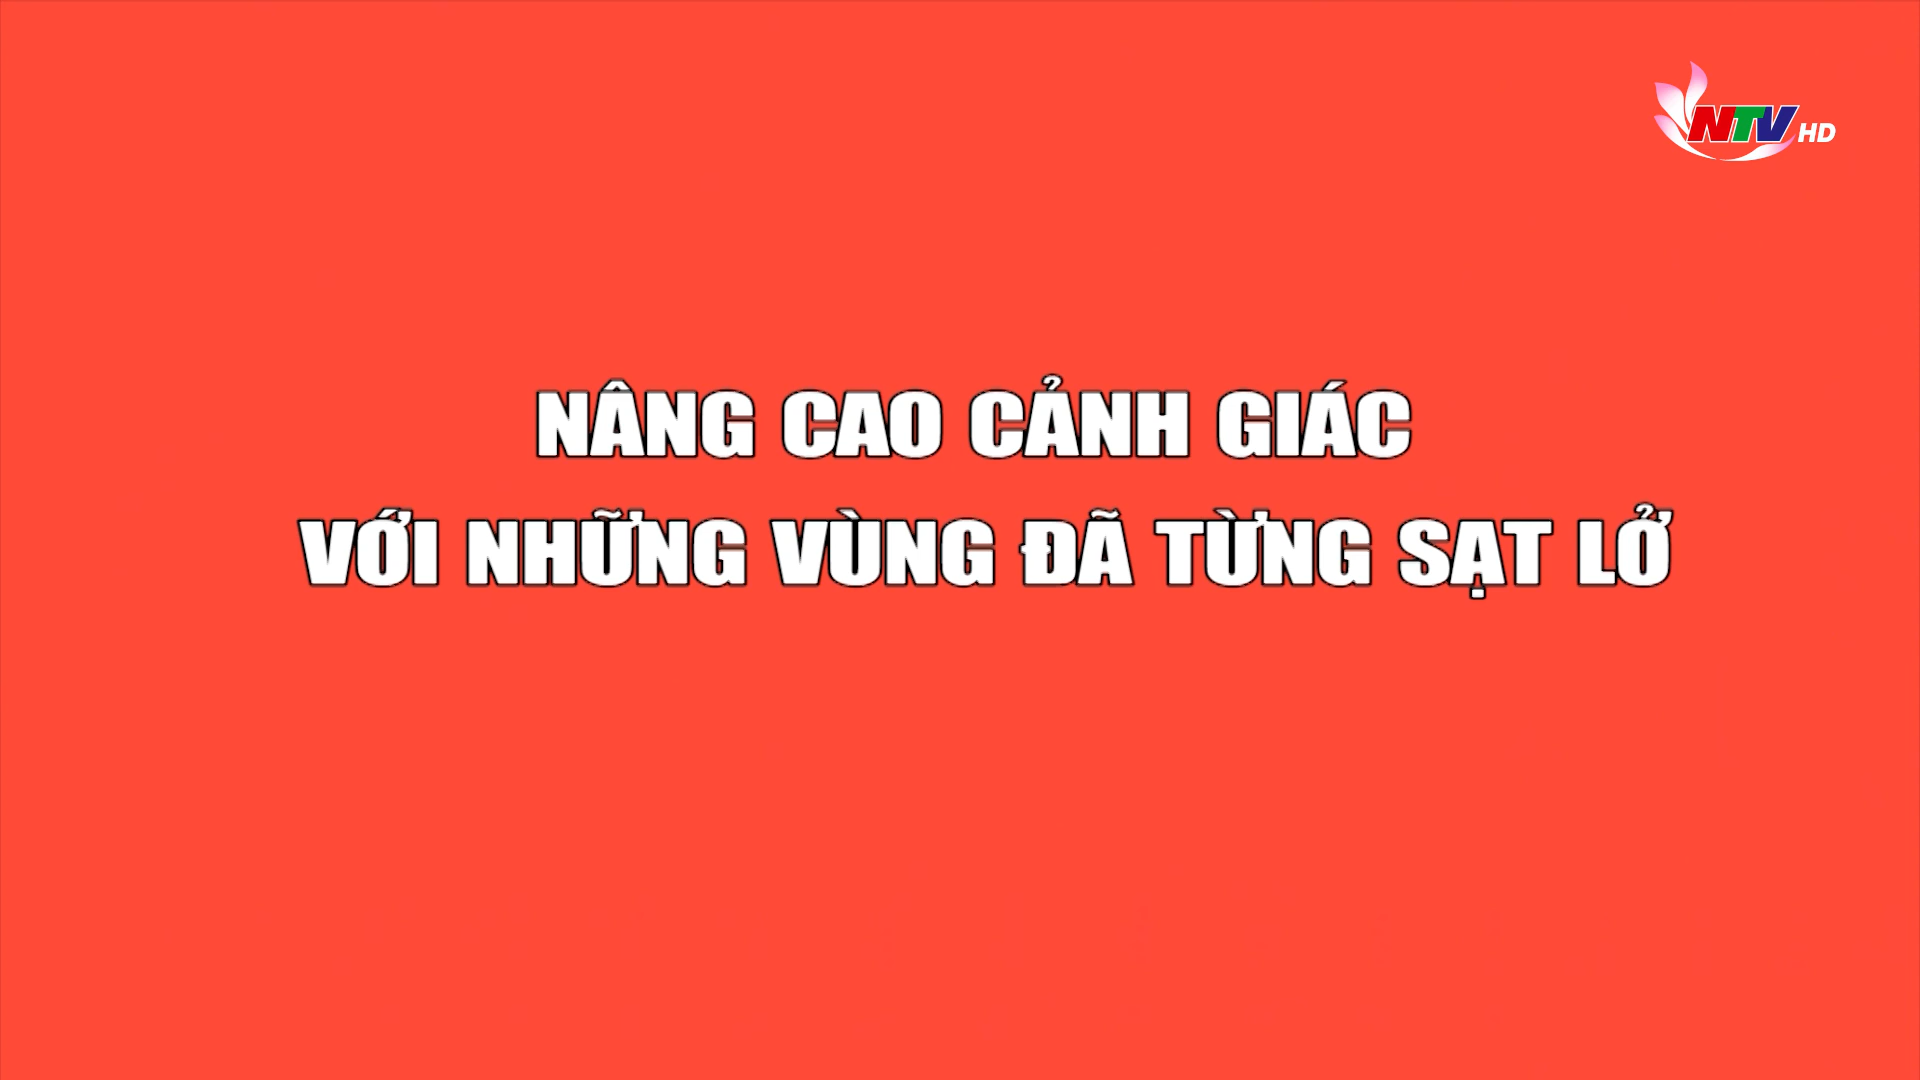 NTV HD
NÂNG CAO CẢNH GIÁC
VỚI NHỮNG VÙNG ĐÃ TỪNG SẠT LỞ